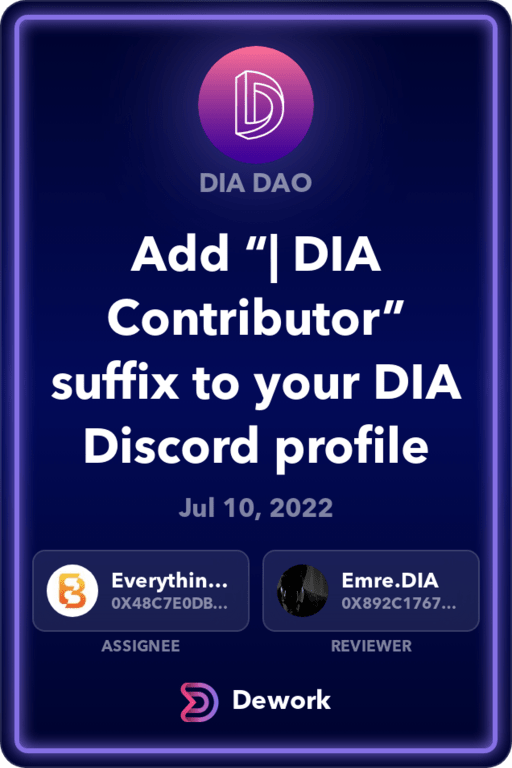 DIA DAO
Add “| DIA
Contributor”
suffix to your DIA
Discord profile
Jul 10, 2022
Everythin...
0X48C7E0DB...
ASSIGNEE
Emre.DIA
0X892C1767...
REVIEWER
Dework